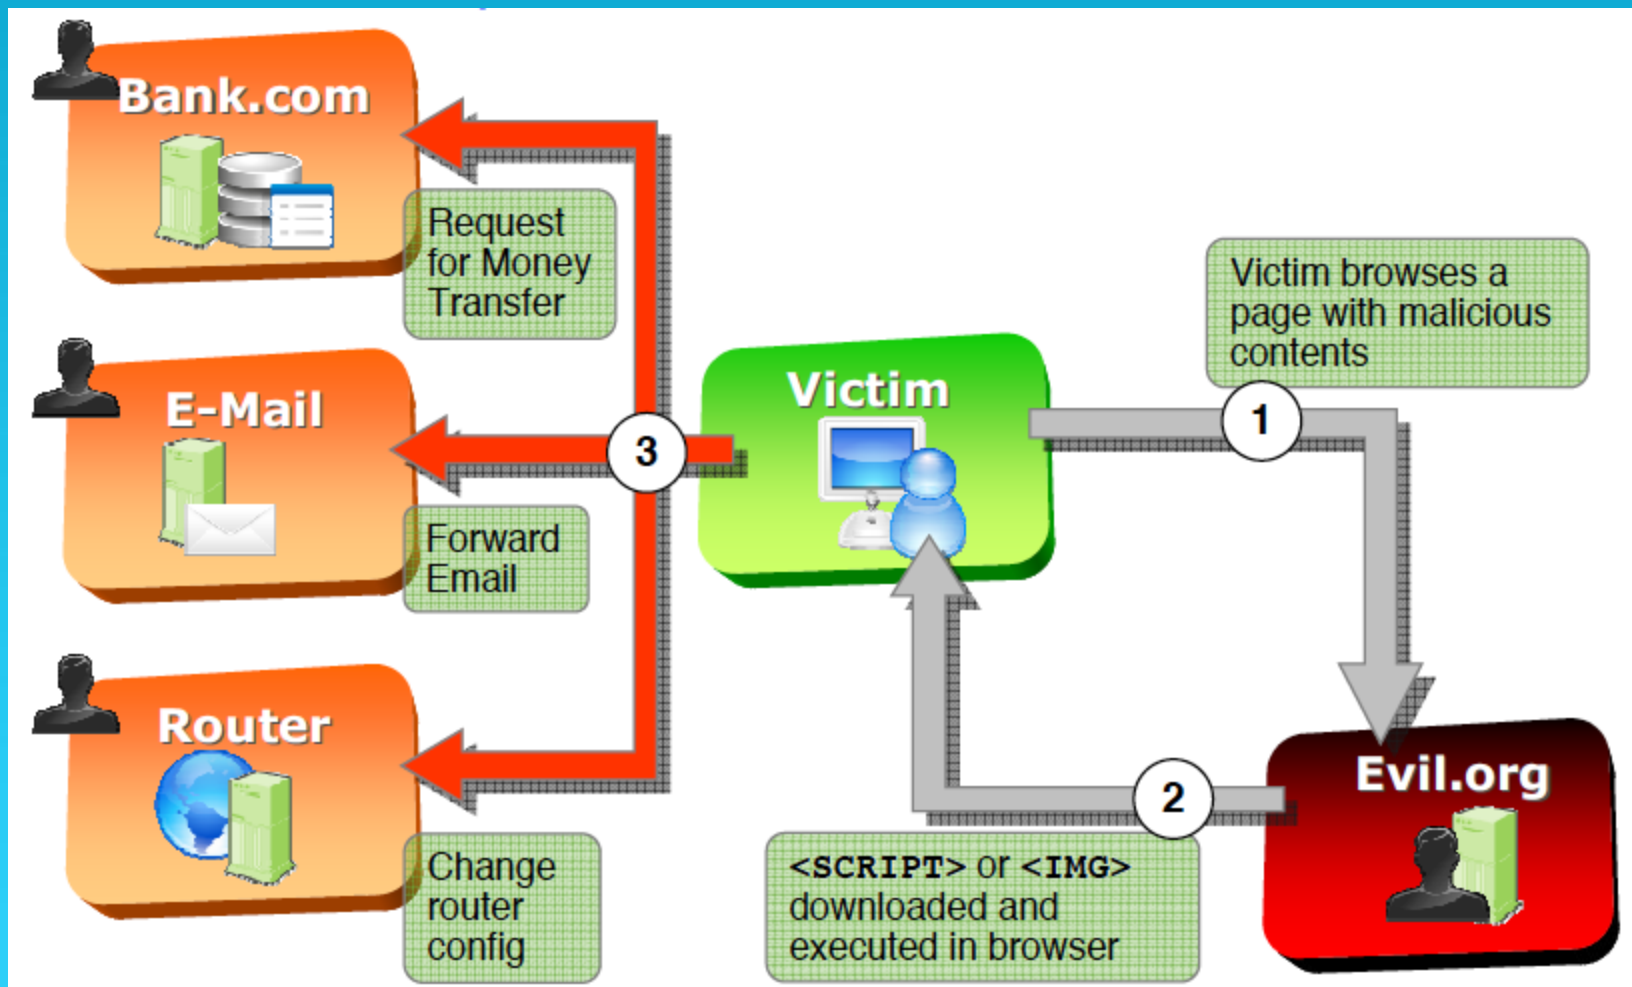 Bank.com
Request
for Money
Transfer
E-Mail
Forward
Email
Router
Change
router
config
3
Victim
Victim browses a
page with malicious
contents
1
2
<SCRIPT> or <IMG>
downloaded and
executed in browser
Evil.org